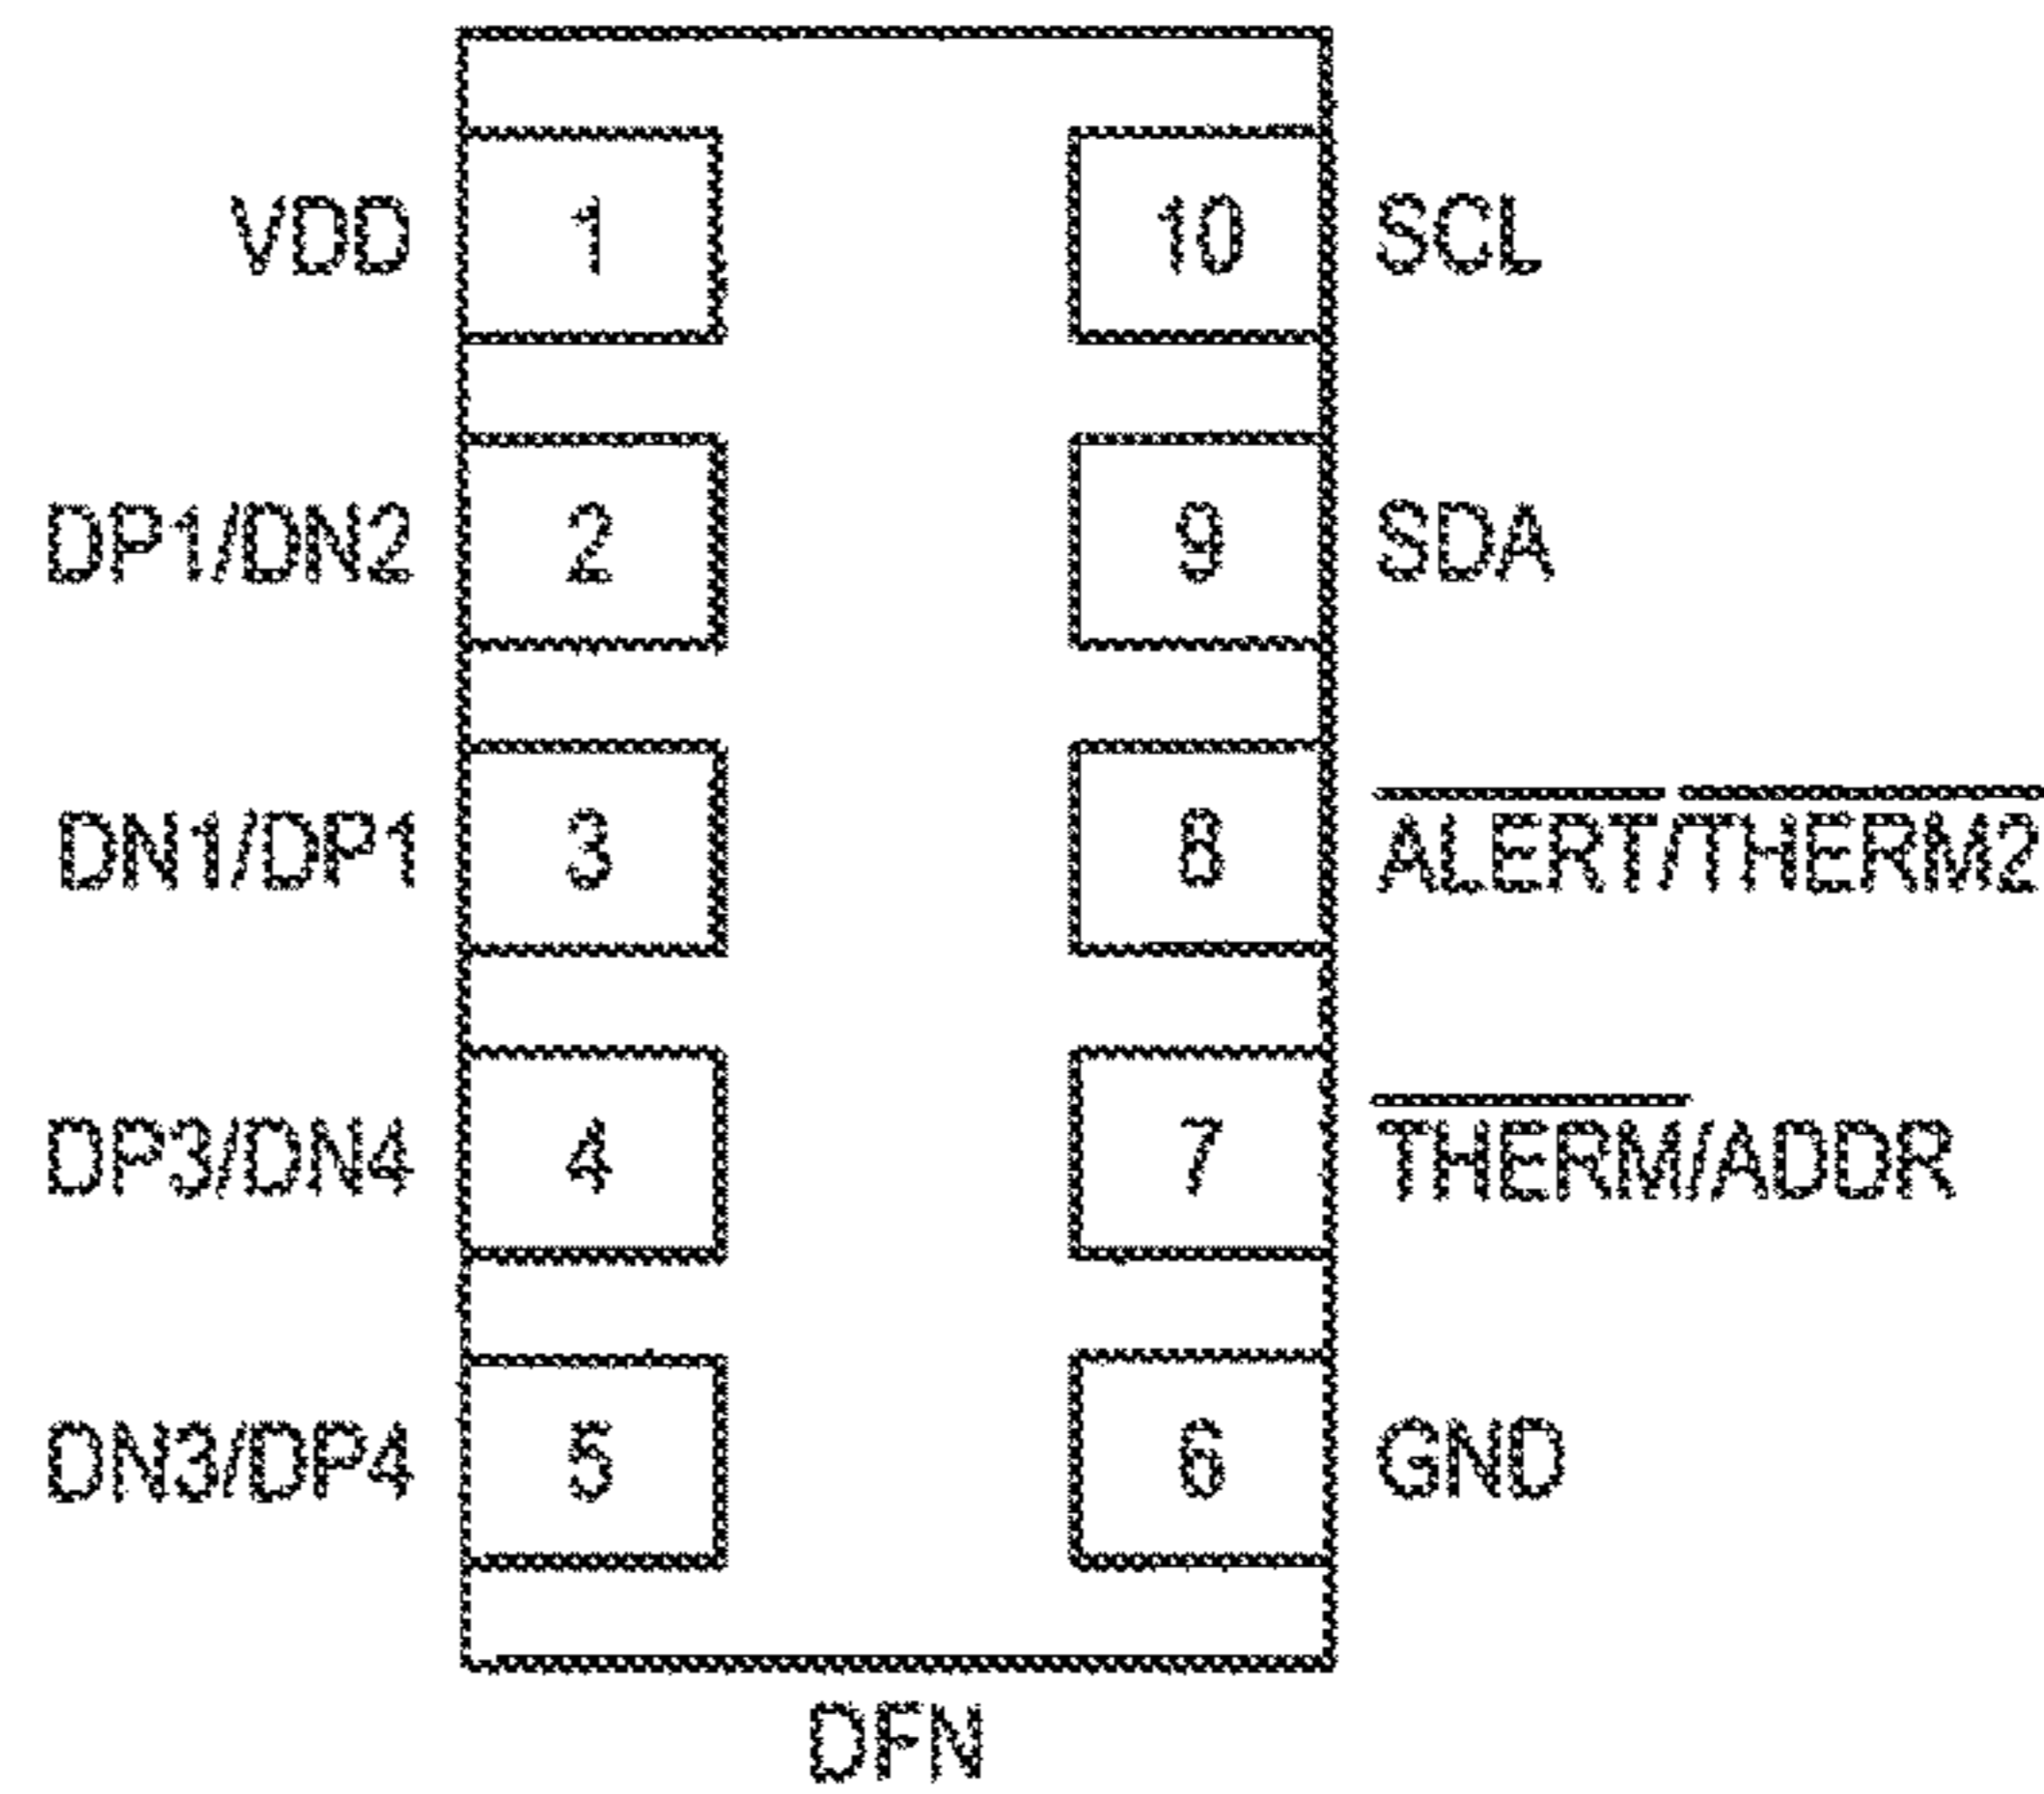 VDD 1 10 SCL
DP1/DN2 2 9 SDA
DN1/DP1 3 8 ALERT/THERM2
DP3/DN4 4 7 THERM/ADDR
DN3/DP4 5 6 GND
DFN